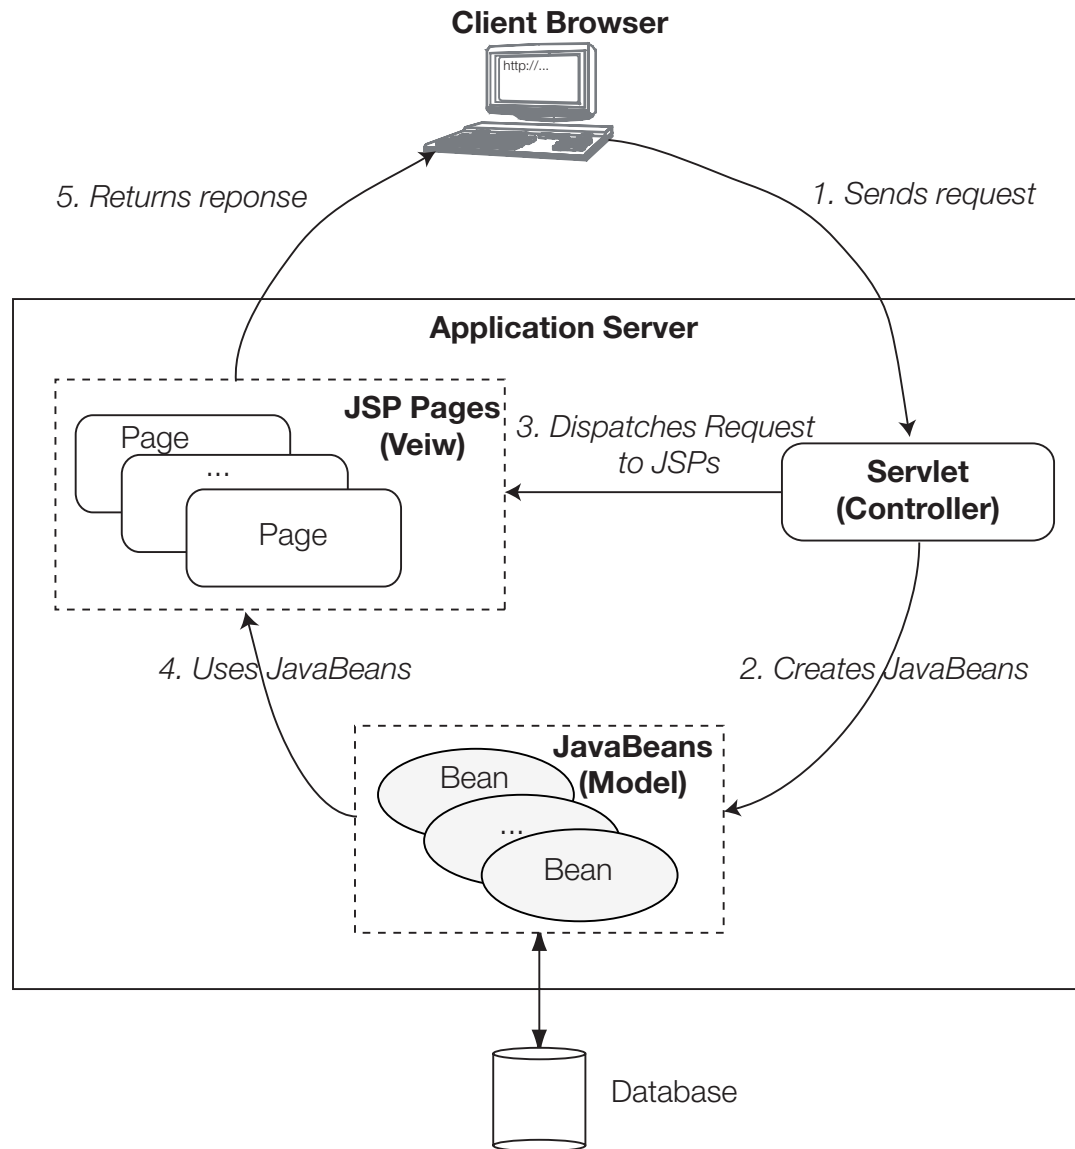 Client Browser
http://...
5. Returns reponse
1. Sends request
Application Server
JSP Pages
(Veiw)
Page
...
Page
3. Dispatches Request
to JSPs
Servlet
(Controller)
4. Uses JavaBeans
2. Creates JavaBeans
JavaBeans
(Model)
Bean
...
Bean
Database